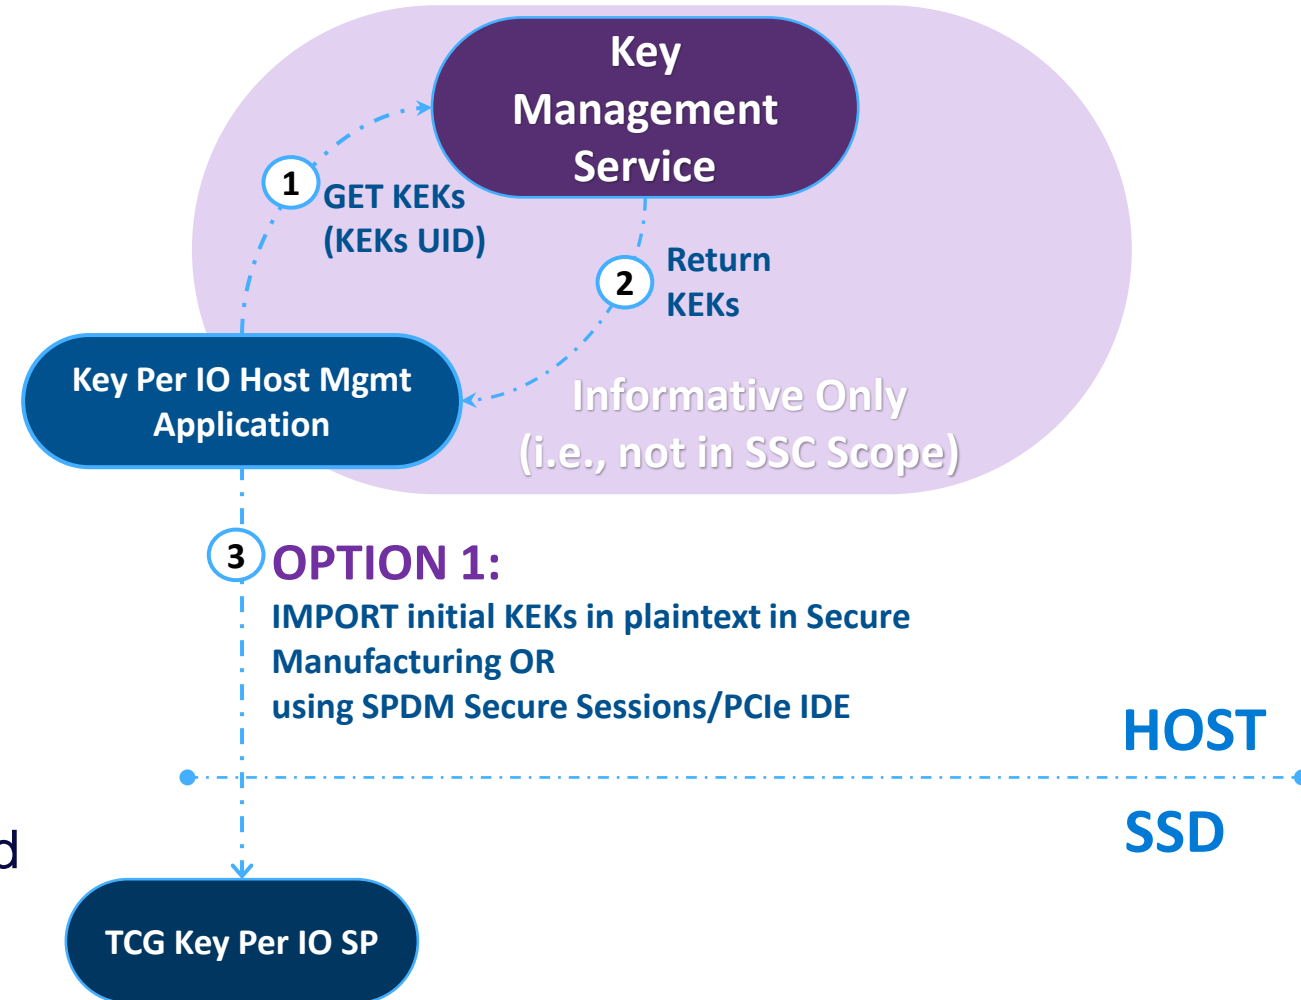 Key
Management
Service
1
GET KEKs
(KEKs UID)
2
Return
KEKs
Key Per IO Host Mgmt
Application
Informative Only
(i.e., not in SSC Scope)
3
OPTION 1:
IMPORT initial KEKs in plaintext in Secure
Manufacturing OR
using SPDM Secure Sessions/PCIe IDE
HOST
SSD
d
TCG Key Per IO SP